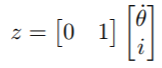 z = [0 1] [θ̇
i]